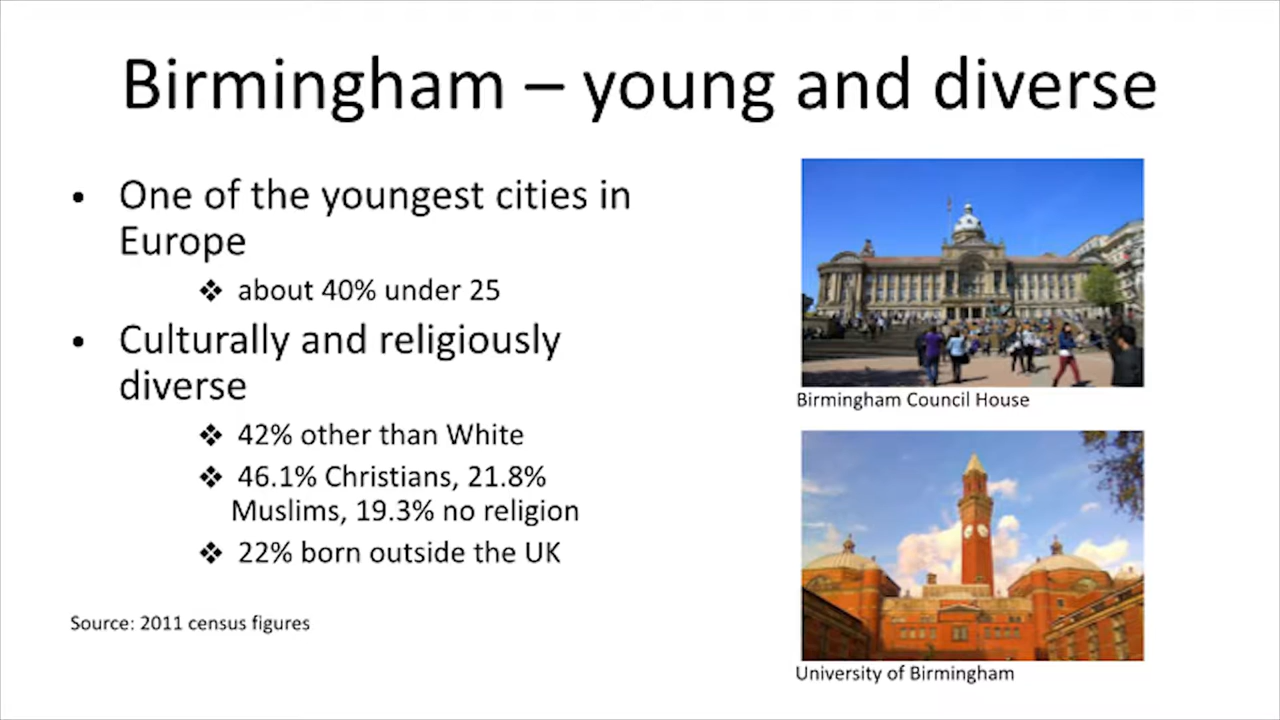 Birmingham – young and diverse
• One of the youngest cities in
Europe
❖ about 40% under 25
• Culturally and religiously
diverse
❖ 42% other than White
❖ 46.1% Christians, 21.8%
Muslims, 19.3% no religion
❖ 22% born outside the UK
Source: 2011 census figures
Birmingham Council House
University of Birmingham